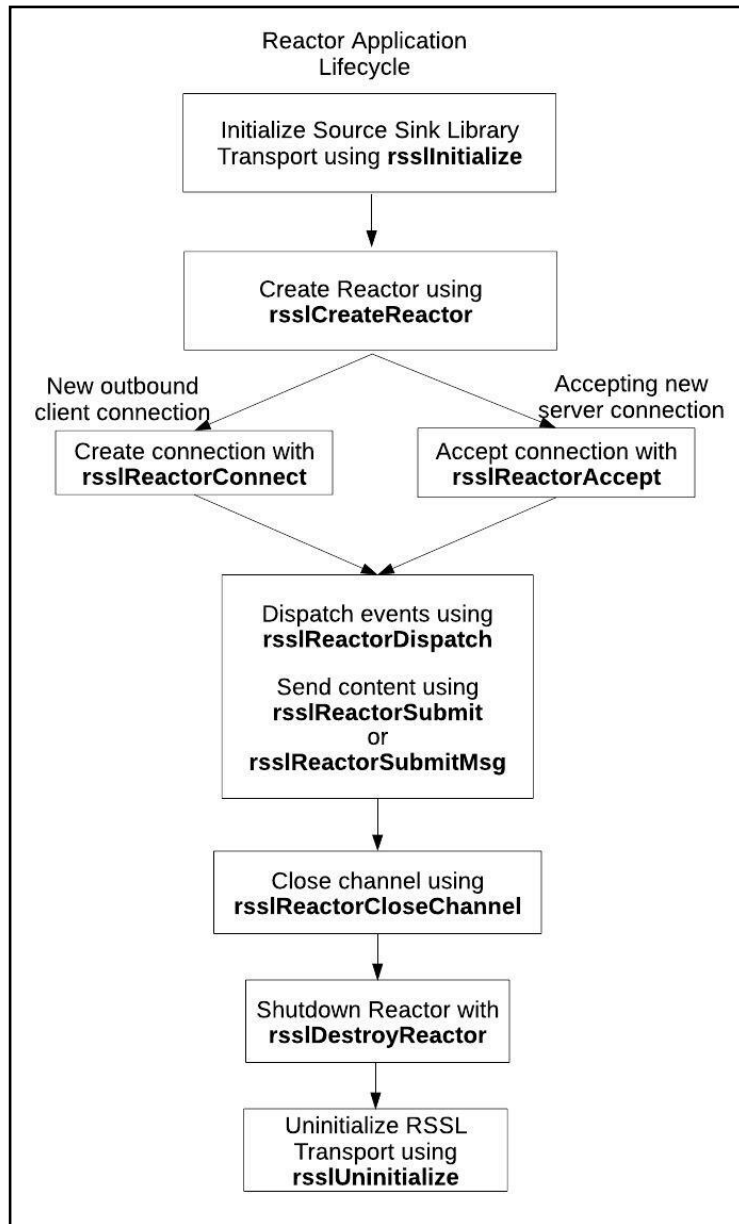 Reactor Application
Lifecycle
Initialize Source Sink Library
Transport using rsslInitialize
Create Reactor using
rsslCreateReactor
New outbound
client connection
Accepting new
server connection
Create connection with
rsslReactorConnect
Accept connection with
rsslReactorAccept
Dispatch events using
rsslReactorDispatch
Send content using
rsslReactorSubmit
or
rsslReactorSubmitMsg
Close channel using
rsslReactorCloseChannel
Shutdown Reactor with
rsslDestroyReactor
Uninitialize RSSL
Transport using
rsslUninitialize